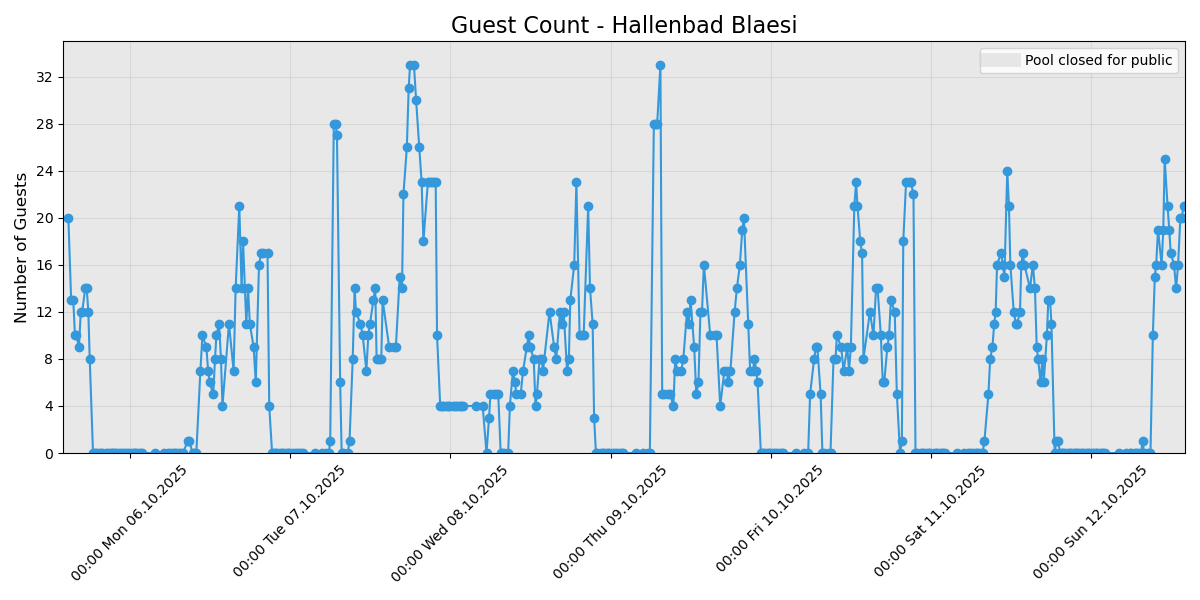 Guest Count - Hallenbad Blaesi
Pool closed for public
Number of Guests
32
28
24
20
16
12
8
4
0
00:00 Mon 06.10.2025
00:00 Tue 07.10.2025
00:00 Wed 08.10.2025
00:00 Thu 09.10.2025
00:00 Fri 10.10.2025
00:00 Sat 11.10.2025
00:00 Sun 12.10.2025